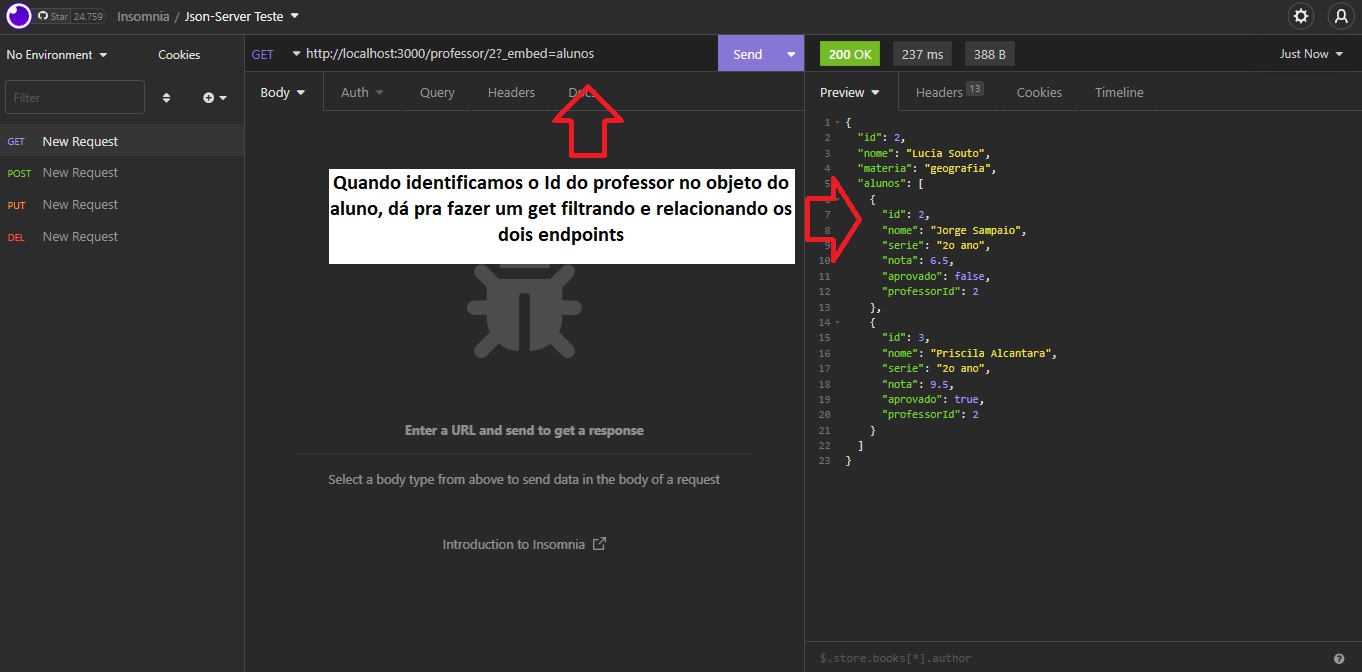 Star 24.759 Insomnia / Json-Server Teste
No Environment Cookies
Filter
GET New Request
POST New Request
PUT New Request
DEL New Request
GET http://localhost:3000/professor/2?_embed=alunos Send
Body Auth Query Headers Docs
Quando identificamos o Id do professor no objeto do
aluno, dá pra fazer um get filtrando e relacionando os
dois endpoints
Enter a URL and send to get a response
Select a body type from above to send data in the body of a request
Introduction to Insomnia
200 OK 237 ms 388 B Just Now
Preview Headers 13 Cookies Timeline
1 {
2 "id": 2,
3 "nome": "Lucia Souto",
4 "materia": "geografia",
5 "alunos": [
6 {
7 "id": 2,
8 "nome": "Jorge Sampaio",
9 "serie": "2o ano",
10 "nota": 6.5,
11 "aprovado": false,
12 "professorId": 2
13 },
14 {
15 "id": 3,
16 "nome": "Priscila Alcantara",
17 "serie": "2o ano",
18 "nota": 9.5,
19 "aprovado": true,
20 "professorId": 2
21 }
22 ]
23 }
$.store.books[*].author